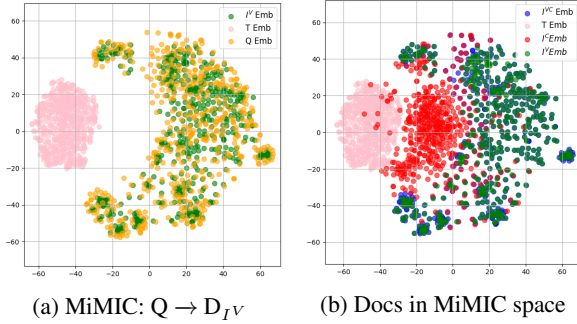 I^V Emb
T Emb
Q Emb
60
40
20
0
−20
−40
−60
−60 −40 −20 0 20 40 60
(a) MiMIC: Q → D_{I^V}
I^{VC} Emb
T Emb
I^C Emb
I^V Emb
60
40
20
0
−20
−40
−60
−60 −40 −20 0 20 40 60
(b) Docs in MiMIC space